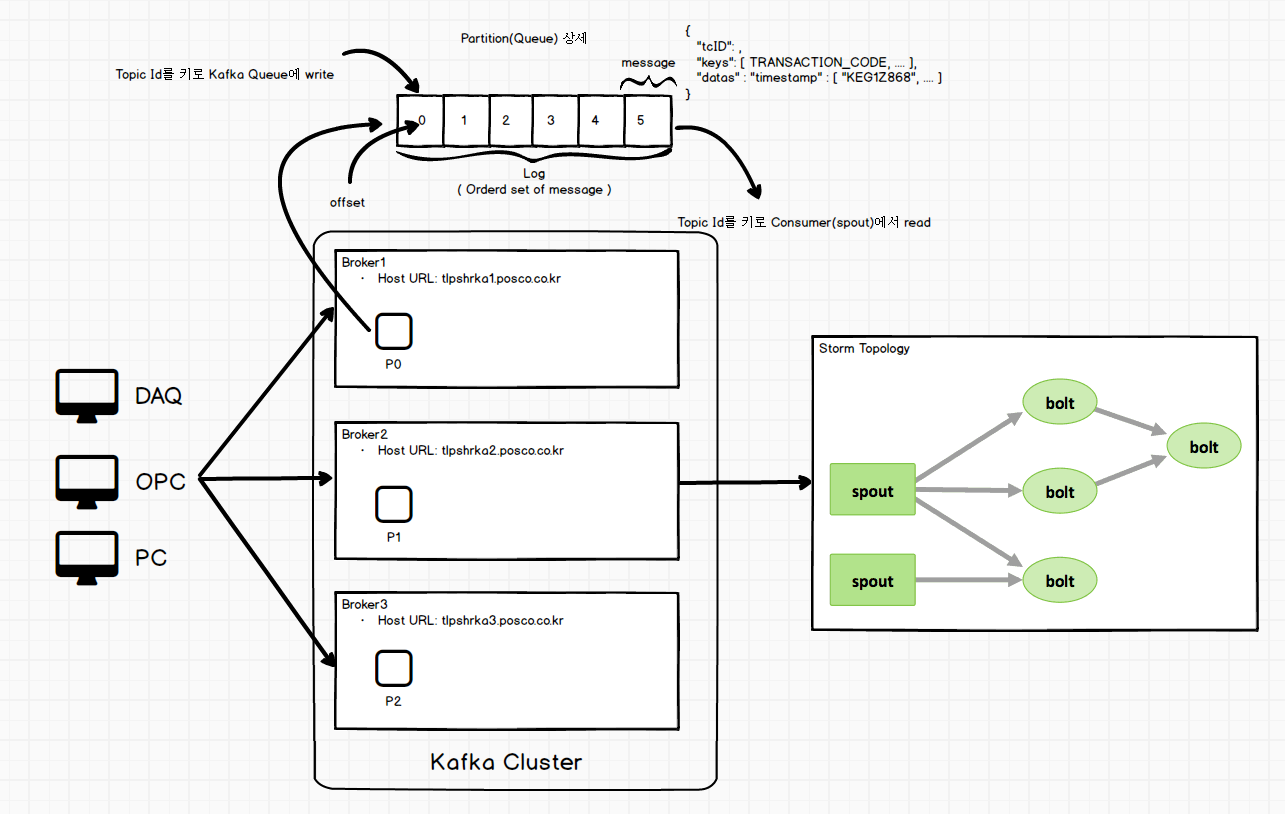 Partition(Queue) 상세
{
"tcID": ,
"keys": [ TRANSACTION_CODE, .... ],
"datas" : "timestamp" : [ "KEG1Z868", .... ]
}
message
Topic Id를 키로 Kafka Queue에 write
0 1 2 3 4 5
Log
( Orderd set of message )
offset
Topic Id를 키로 Consumer(spout)에서 read
Broker1
· Host URL: tlpshrka1.posco.co.kr
P0
Broker2
· Host URL: tlpshrka2.posco.co.kr
P1
Broker3
· Host URL: tlpshrka3.posco.co.kr
P2
Kafka Cluster
DAQ
OPC
PC
Storm Topology
bolt
bolt
spout
bolt
spout
bolt